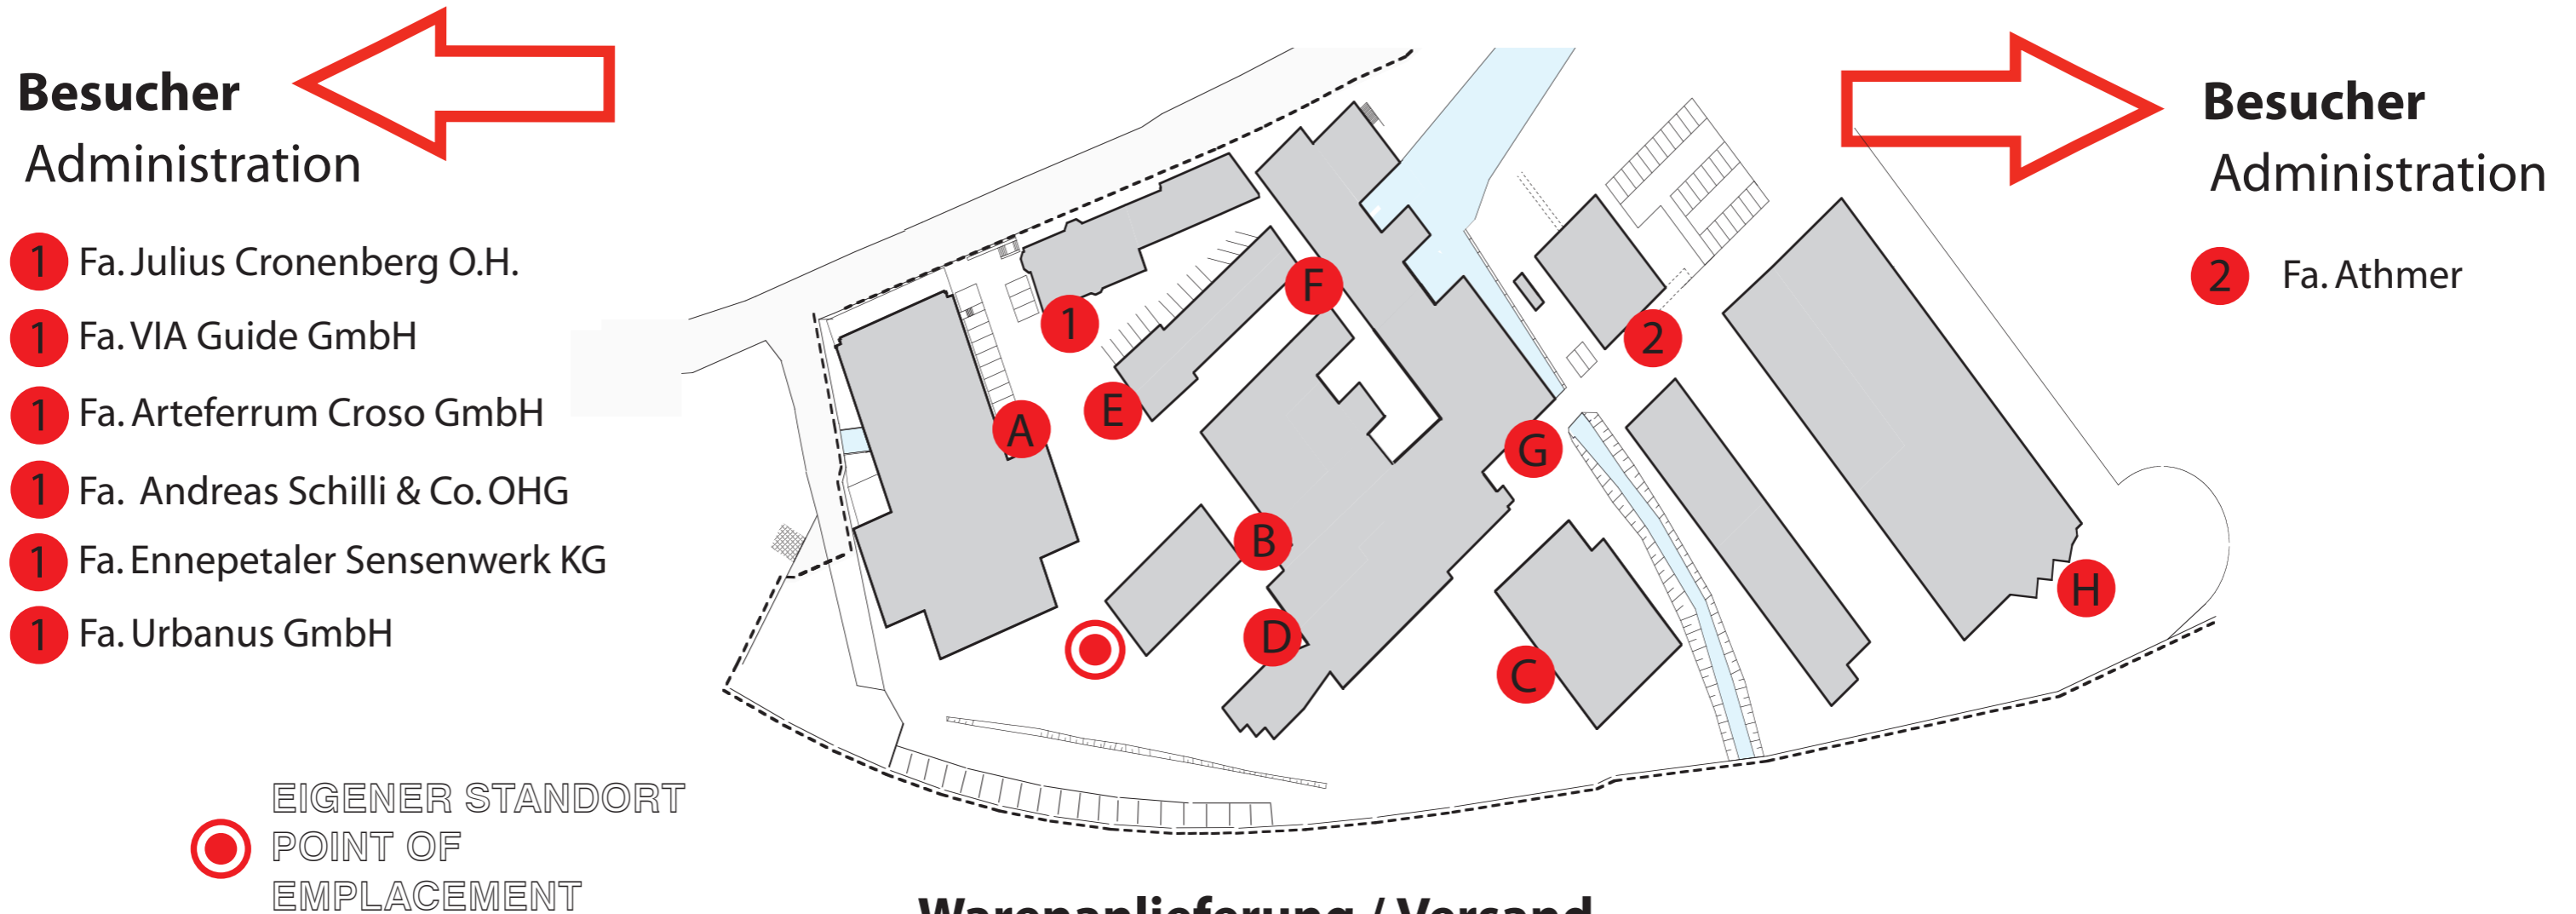 Besucher
Administration
1 Fa. Julius Cronenberg O.H.
1 Fa. VIA Guide GmbH
1 Fa. Arteferrum Croso GmbH
1 Fa. Andreas Schilli & Co. OHG
1 Fa. Ennepetaler Sensenwerk KG
1 Fa. Urbanus GmbH
EIGENER STANDORT
POINT OF
EMPLACEMENT
F
1
E
A
2
G
B
D
C
H
Besucher
Administration
2 Fa. Athmer
Warenanlieferung / Versand